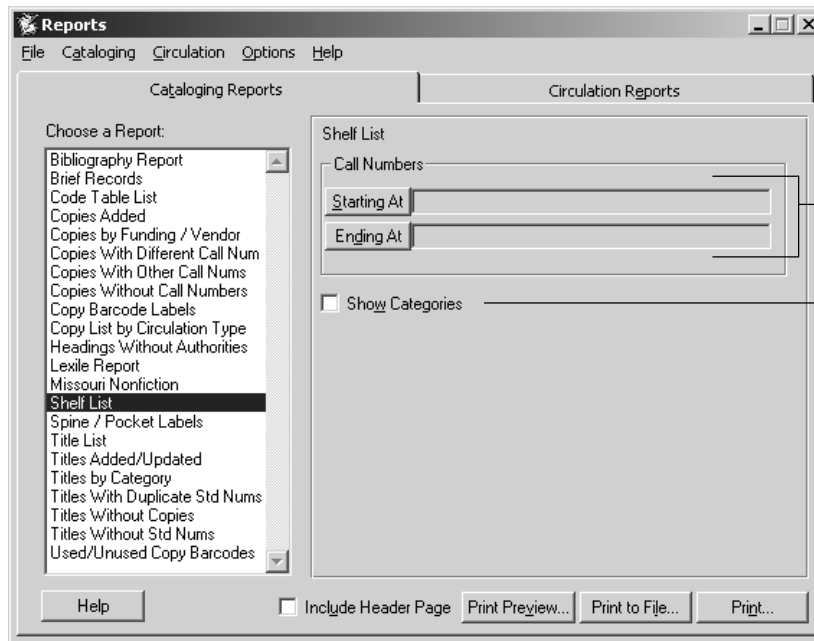 Reports
File Cataloging Circulation Options Help
Cataloging Reports
Circulation Reports
Choose a Report:
Bibliography Report
Brief Records
Code Table List
Copies Added
Copies by Funding / Vendor
Copies With Different Call Num
Copies With Other Call Nums
Copies Without Call Numbers
Copy Barcode Labels
Copy List by Circulation Type
Headings Without Authorities
Lexile Report
Missouri Nonfiction
Shelf List
Spine / Pocket Labels
Title List
Titles Added/Updated
Titles by Category
Titles With Duplicate Std Nums
Titles Without Copies
Titles Without Std Nums
Used/Unused Copy Barcodes
Shelf List
Call Numbers
Starting At
Ending At
Show Categories
Help
Include Header Page
Print Preview...
Print to File...
Print...